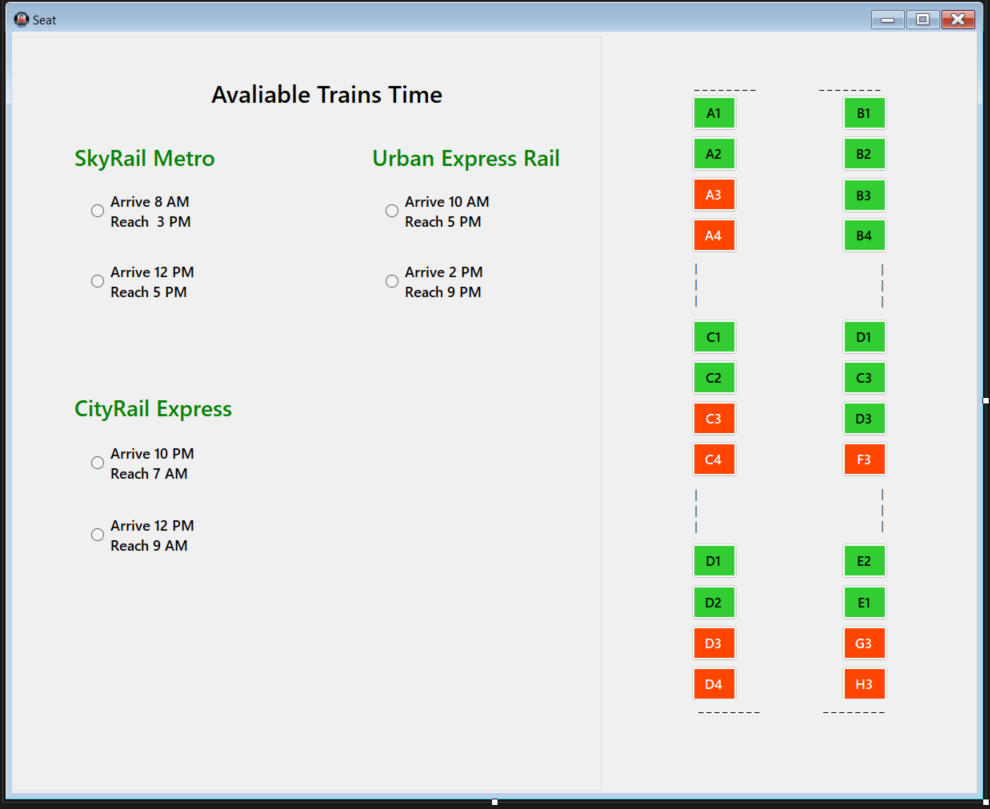 Seat
Avaliable Trains Time
SkyRail Metro
Arrive 8 AM
Reach  3 PM
Arrive 12 PM
Reach 5 PM
Urban Express Rail
Arrive 10 AM
Reach 5 PM
Arrive 2 PM
Reach 9 PM
CityRail Express
Arrive 10 PM
Reach 7 AM
Arrive 12 PM
Reach 9 AM
A1 B1
A2 B2
A3 B3
A4 B4
C1 D1
C2 C3
C3 D3
C4 F3
D1 E2
D2 E1
D3 G3
D4 H3